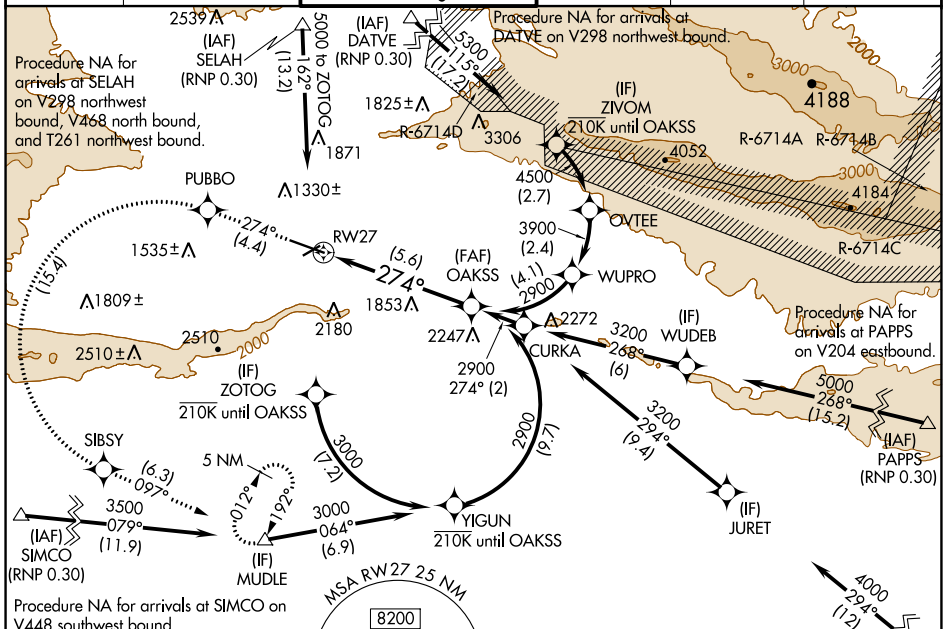 2539
(IAF)
SELAH
(RNP 0.30)
5000 to ZOTOG
162°
(13.2)
(IAF)
DATVE
(RNP 0.30)
5300
115°
(17.2)
Procedure NA for arrivals at
DATVE on V298 northwest bound.
2000
3000
4188
Procedure NA for
arrivals at SELAH
on V298 northwest
bound, V468 north bound,
and T261 northwest bound.
1825±
R-6714D
3306
(IF)
ZIVOM
210K until OAKSS
R-6714A
R-6714B
1871
4052
3000
4184
1330±
PUBBO
4500
(2.7)
OVTEE
274°
(4.4)
RW27
3900
(2.4)
R-6714C
1535±
(5.6)
274°
(FAF)
OAKSS
(4.1)
2900
WUPRO
(15.4)
1809±
1853
2180
2247
2272
CURKA
3200
268°
(6)
(IF)
WUDEB
Procedure NA for
arrivals at PAPPS
on V204 eastbound.
2510±
2510
2000
2900
274° (2)
(IF)
ZOTOG
210K until OAKSS
5000
268°
(15.2)
3200
294°
(9.4)
2900
(9.7)
(IAF)
PAPPS
(RNP 0.30)
SIBSY
3000
(7.2)
(6.3)
097°
5 NM
012°
192°
(IF)
JURET
3500
079°
(11.9)
3000
064°
(6.9)
YIGUN
210K until OAKSS
(IAF)
SIMCO
(RNP 0.30)
(IF)
MUDLE
MSA RW27 25 NM
8200
4000
294°
(12)
Procedure NA for arrivals at SIMCO on
V448 southwest bound